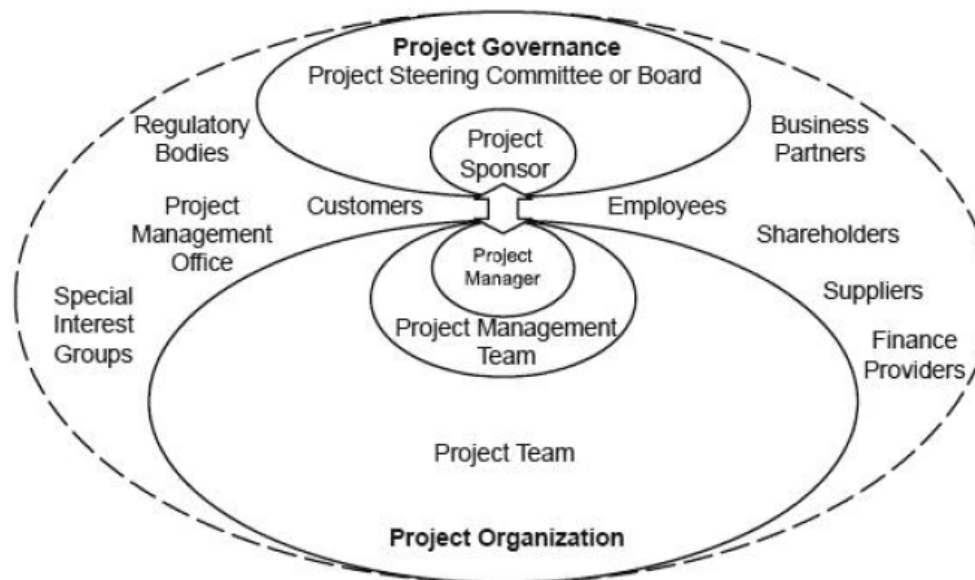 Project Governance
Project Steering Committee or Board
Regulatory
Bodies
Project
Sponsor
Business
Partners
Project
Management
Office
Customers
Employees
Shareholders
Project
Manager
Special
Interest
Groups
Suppliers
Project Management
Team
Finance
Providers
Project Team
Project Organization